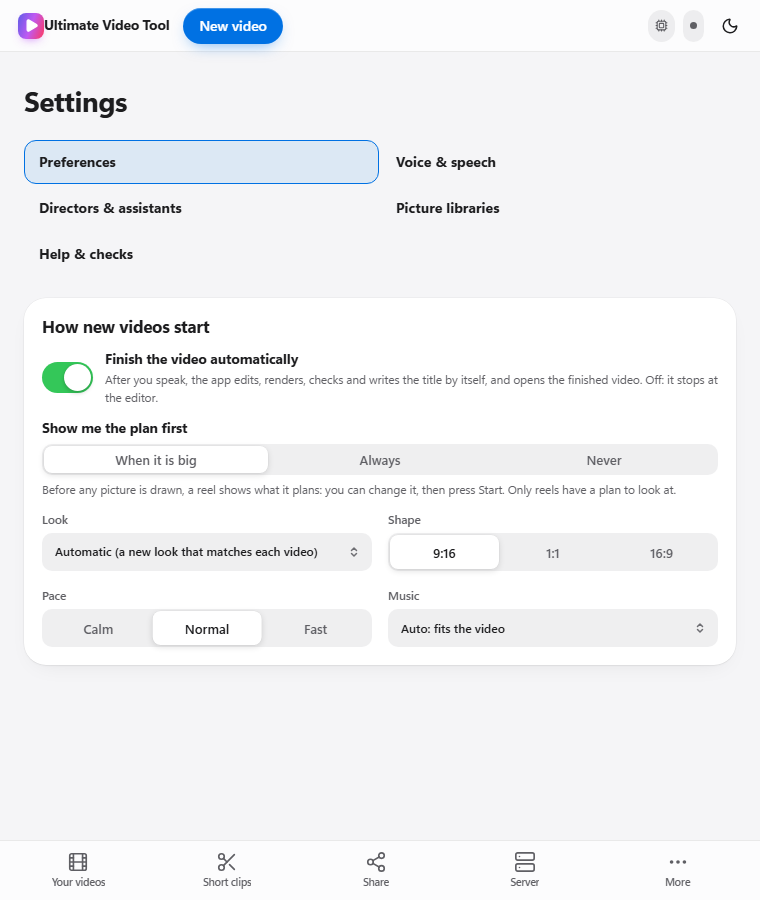 Ultimate Video Tool
New video
Settings
Preferences
Voice & speech
Directors & assistants
Picture libraries
Help & checks
How new videos start
Finish the video automatically
After you speak, the app edits, renders, checks and writes the title by itself, and opens the finished video. Off: it stops at
the editor.
Show me the plan first
When it is big
Always
Never
Before any picture is drawn, a reel shows what it plans: you can change it, then press Start. Only reels have a plan to look at.
Look
Shape
Automatic (a new look that matches each video)
9:16
1:1
16:9
Pace
Music
Calm
Normal
Fast
Auto: fits the video
Your videos
Short clips
Share
Server
More